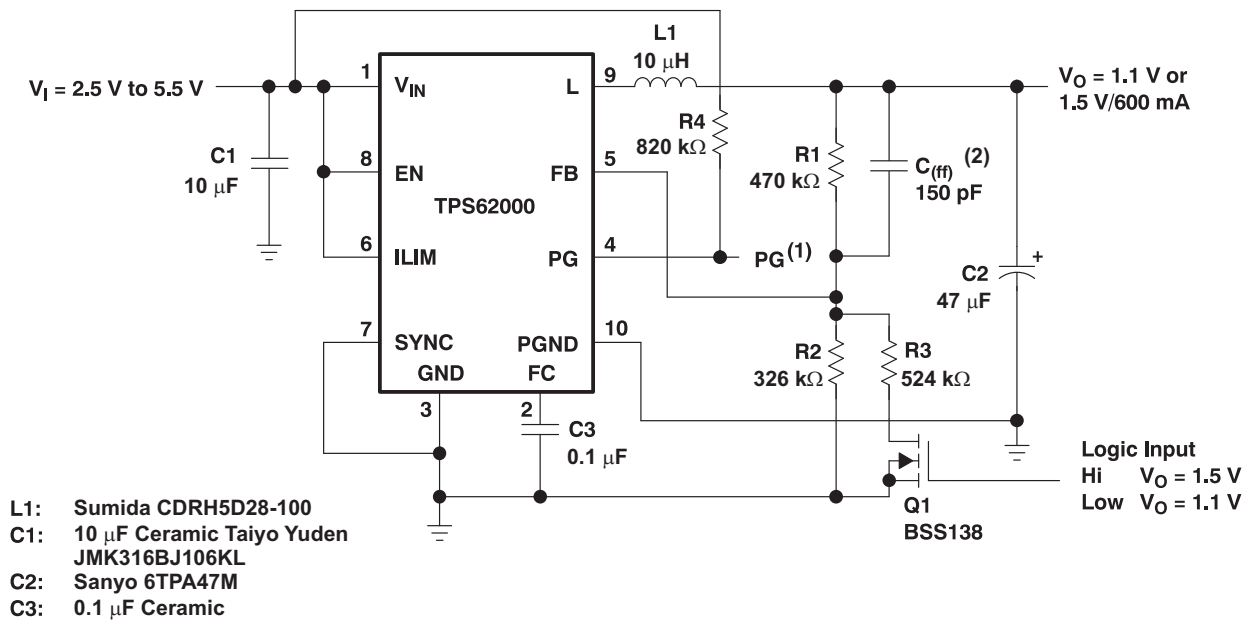 L1
10 μH
V_I = 2.5 V to 5.5 V
1
V_IN
L
9
V_O = 1.1 V or
1.5 V/600 mA
R4
820 kΩ
C1
10 μF
8
EN
FB
5
R1
470 kΩ
C_(ff) (2)
150 pF
TPS62000
6
ILIM
PG
4
PG(1)
C2
47 μF
+
7
SYNC
PGND
10
GND
FC
3
2
C3
0.1 μF
R2
326 kΩ
R3
524 kΩ
Q1
BSS138
Logic Input
Hi V_O = 1.5 V
Low V_O = 1.1 V
L1: Sumida CDRH5D28-100
C1: 10 μF Ceramic Taiyo Yuden
JMK316BJ106KL
C2: Sanyo 6TPA47M
C3: 0.1 μF Ceramic